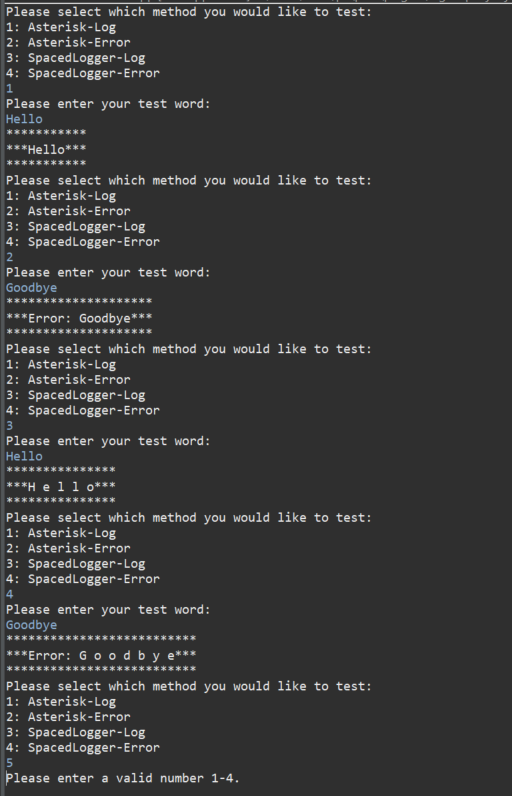 Please select which method you would like to test:
1: Asterisk-Log
2: Asterisk-Error
3: SpacedLogger-Log
4: SpacedLogger-Error
1
Please enter your test word:
Hello
***********
***Hello***
***********
Please select which method you would like to test:
1: Asterisk-Log
2: Asterisk-Error
3: SpacedLogger-Log
4: SpacedLogger-Error
2
Please enter your test word:
Goodbye
********************
***Error: Goodbye***
********************
Please select which method you would like to test:
1: Asterisk-Log
2: Asterisk-Error
3: SpacedLogger-Log
4: SpacedLogger-Error
3
Please enter your test word:
Hello
***************
***H e l l o***
***************
Please select which method you would like to test:
1: Asterisk-Log
2: Asterisk-Error
3: SpacedLogger-Log
4: SpacedLogger-Error
4
Please enter your test word:
Goodbye
**************************
***Error: G o o d b y e***
**************************
Please select which method you would like to test:
1: Asterisk-Log
2: Asterisk-Error
3: SpacedLogger-Log
4: SpacedLogger-Error
5
Please enter a valid number 1-4.